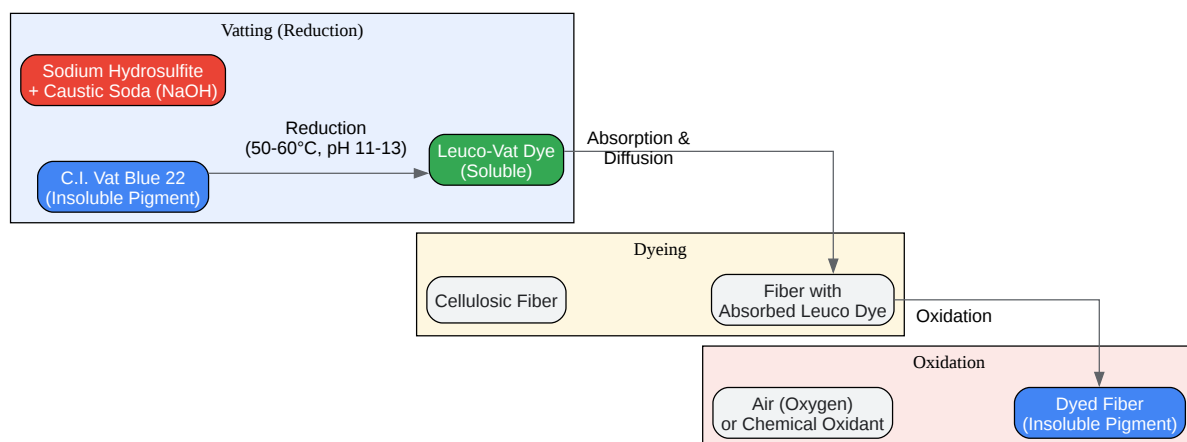 Vatting (Reduction)
Sodium Hydrosulfite
+ Caustic Soda (NaOH)
Reduction
(50-60°C, pH 11-13)
C.I. Vat Blue 22
(Insoluble Pigment)
Leuco-Vat Dye
(Soluble)
Absorption &
Diffusion
Dyeing
Cellulosic Fiber
Fiber with
Absorbed Leuco Dye
Oxidation
Oxidation
Air (Oxygen)
or Chemical Oxidant
Dyed Fiber
(Insoluble Pigment)